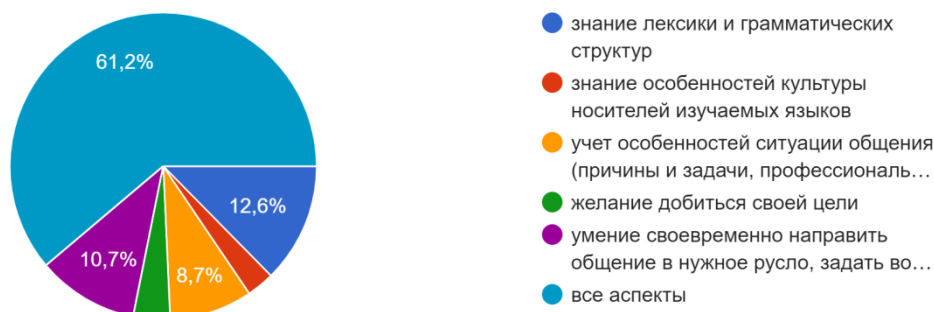 61,2%
12,6%
8,7%
10,7%
знание лексики и грамматических
структур
знание особенностей культуры
носителей изучаемых языков
учет особенностей ситуации общения
(причины и задачи, профессиональ…
желание добиться своей цели
умение своевременно направить
общение в нужное русло, задать во…
все аспекты